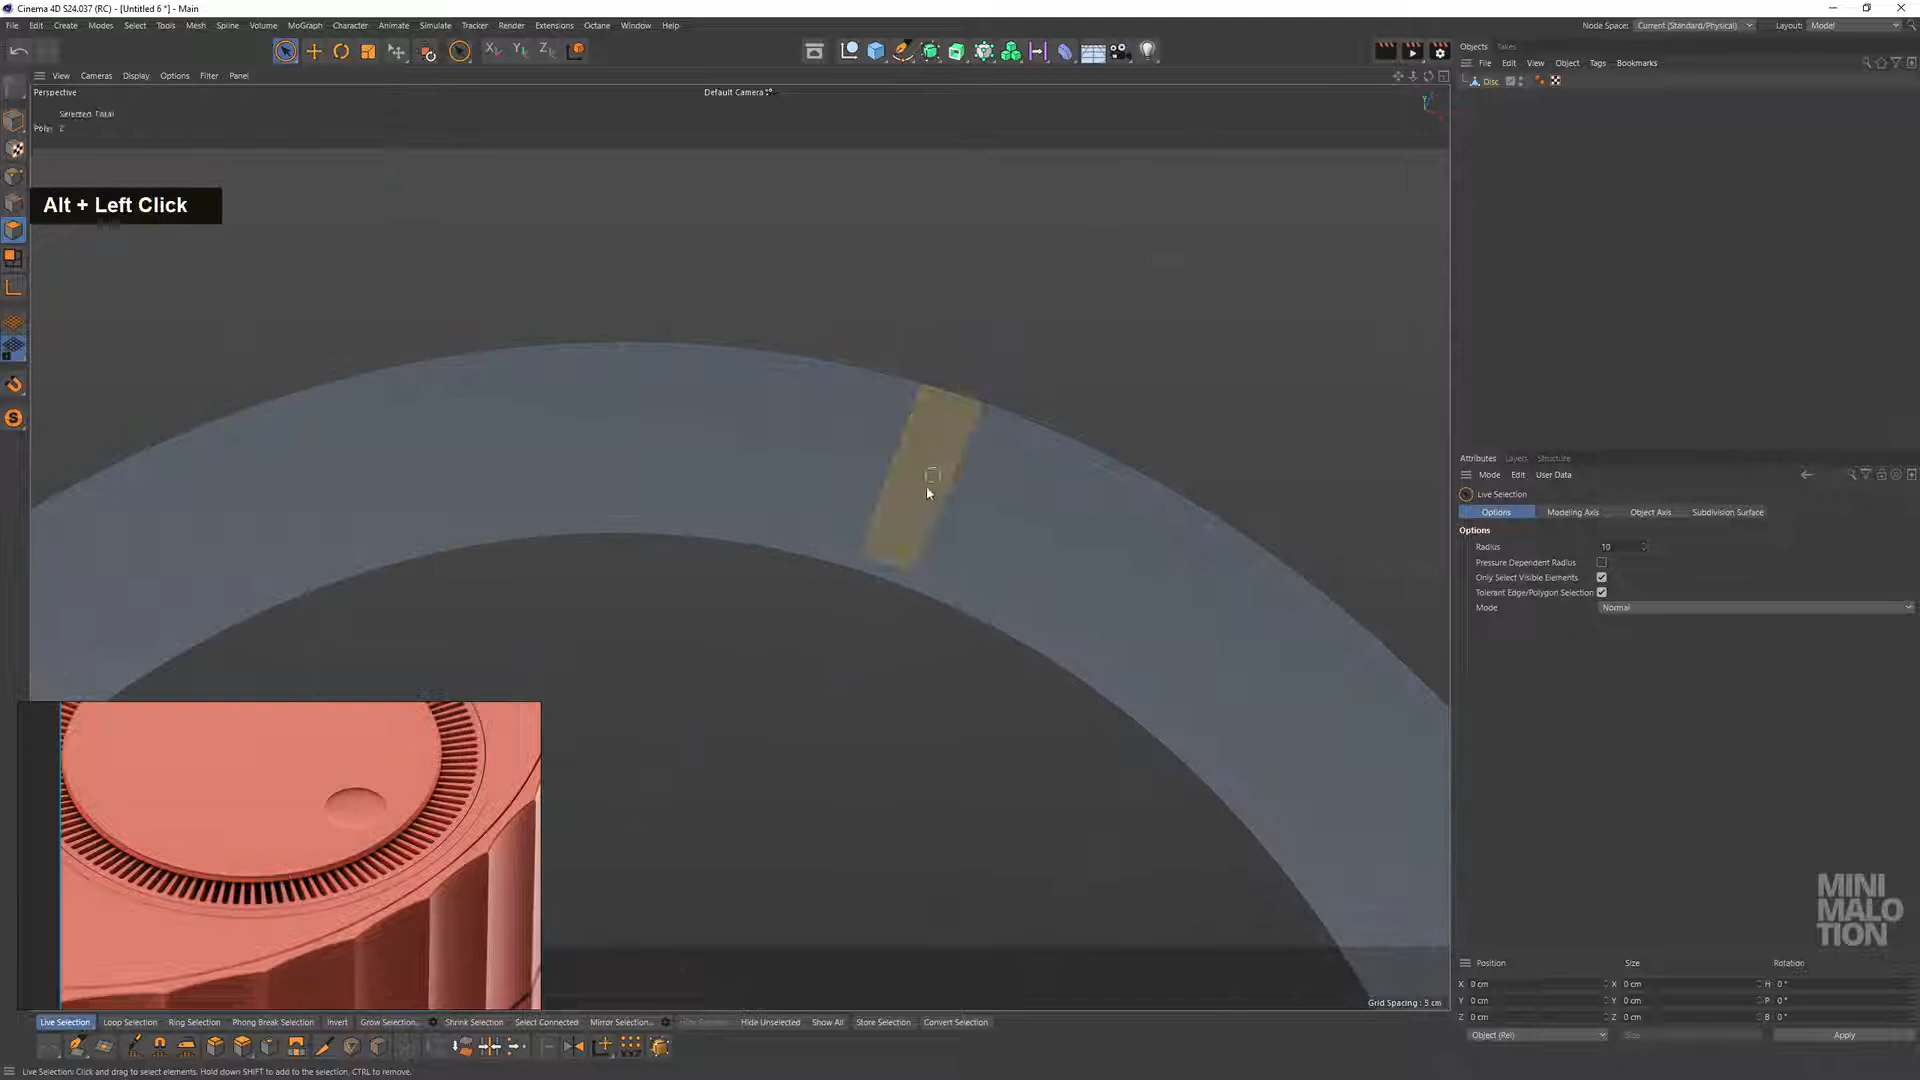 Cinema 4D S24.037 (RC) - [Untitled 6 *] - Main
File Edit Create Modes Select Tools Mesh Spline Volume MoGraph Character Animate Simulate Tracker Render Extensions Octane Window Help
Node Space: Current (Standard/Physical) Layout: Model
X Y Z
View Cameras Display Options Filter Panel
Objects Takes
File Edit View Object Tags Bookmarks
Perspective
Default Camera
Disc
Selected Total
Poly 2
Alt + Left Click
Attributes Layers Structure
Mode Edit User Data
Live Selection
Options Modeling Axis Object Axis Subdivision Surface
Options
Radius 10
Pressure Dependent Radius
Only Select Visible Elements
Tolerant Edge/Polygon Selection
Mode Normal
MINI
MALO
TION
Position Size Rotation
X 0 cm X 0 cm H 0 °
Y 0 cm Y 0 cm P 0 °
Z 0 cm Z 0 cm B 0 °
Object (Rel) Size Apply
Grid Spacing : 5 cm
Live Selection Loop Selection Ring Selection Phong Break Selection Invert Grow Selection... Shrink Selection Select Connected Mirror Selection... Hide Unselected Show All Store Selection Convert Selection
Live Selection: Click and drag to select elements. Hold down SHIFT to add to the selection, CTRL to remove.